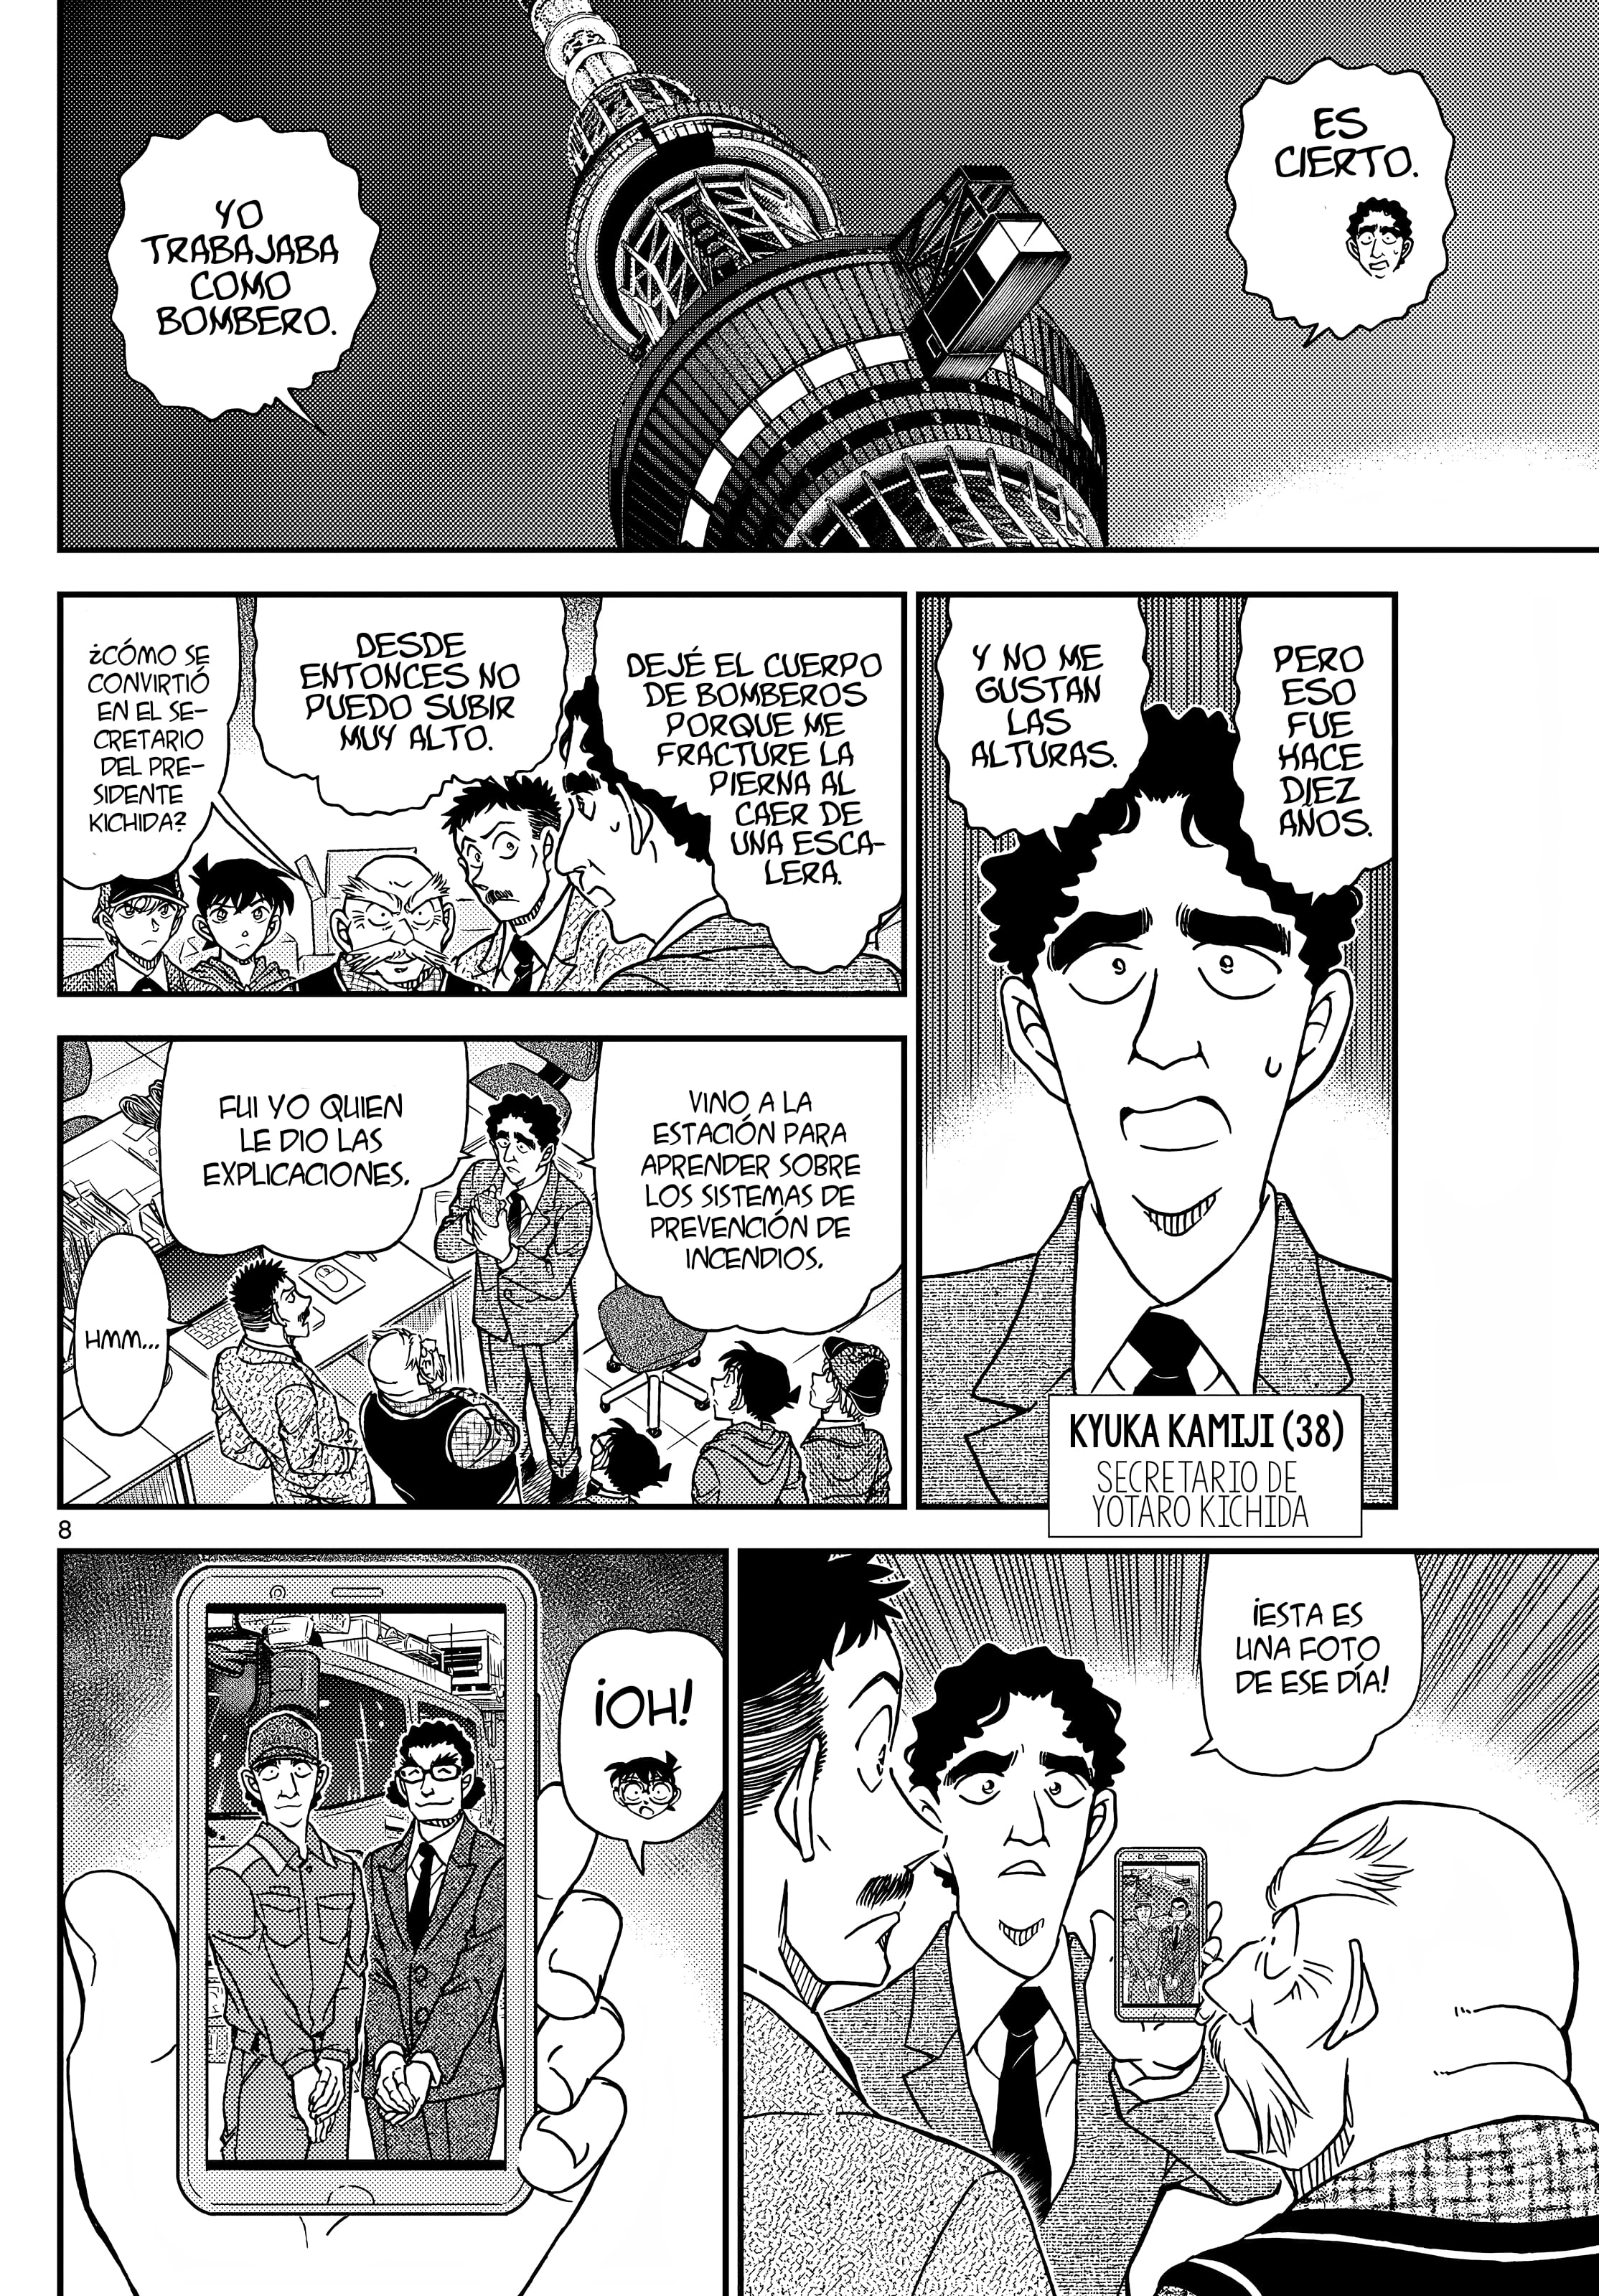 ES
CIERTO.
YO
TRABAJABA
COMO
BOMBERO.
PERO
ESO
FUE
HACE
DIEZ
AÑOS.
Y NO ME
GUSTAN
LAS
ALTURAS.
KYUKA KAMIJI (38)
SECRETARIO DE
YOTARO KICHIDA
DEJÉ EL CUERPO
DE BOMBEROS
PORQUE ME
FRACTURE LA
PIERNA AL
CAER DE
UNA ESCA-
LERA.
DESDE
ENTONCES NO
PUEDO SUBIR
MUY ALTO.
¿CÓMO SE
CONVIRTIÓ
EN EL SE-
CRETARIO
DEL PRE-
SIDENTE
KICHIDA?
VINO A LA
ESTACIÓN PARA
APRENDER SOBRE
LOS SISTEMAS DE
PREVENCIÓN DE
INCENDIOS.
FUI YO QUIEN
LE DIO LAS
EXPLICACIONES.
HMM...
8
¡ESTA ES
UNA FOTO
DE ESE DÍA!
¡OH!